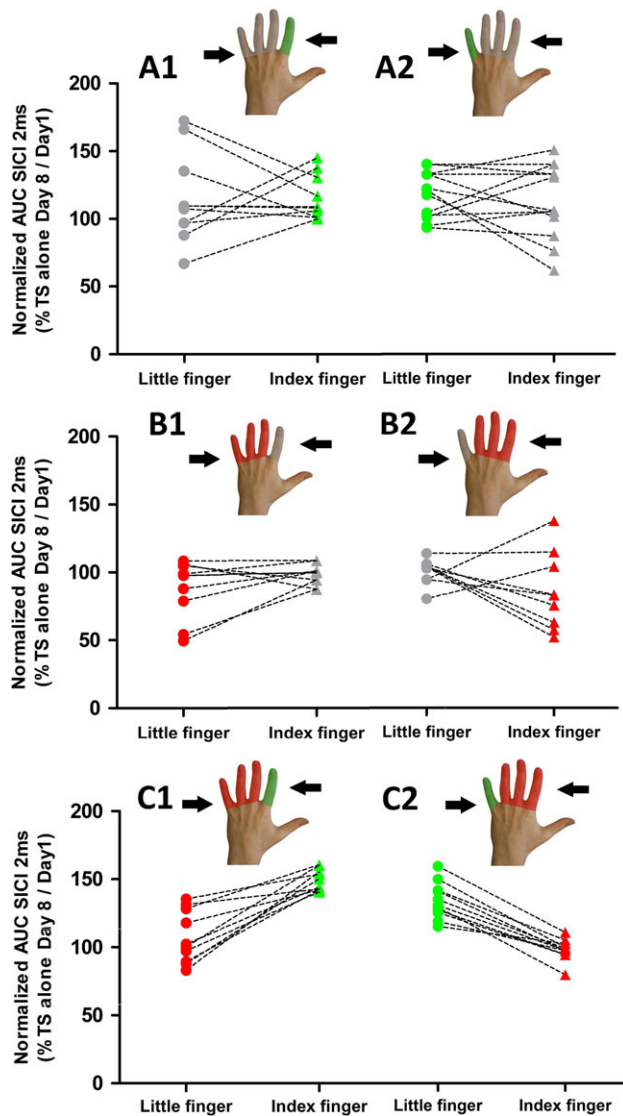 A1
A2
200
150
100
50
0
Normalized AUC SICI 2ms
(% TS alone Day 8 / Day1)
Little finger Index finger Little finger Index finger
B1
B2
200
150
100
50
0
Normalized AUC SICI 2ms
(% TS alone Day 8 / Day1)
Little finger Index finger Little finger Index finger
C1
C2
200
150
100
50
0
Normalized AUC SICI 2ms
(% TS alone Day 8 / Day1)
Little finger Index finger Little finger Index finger